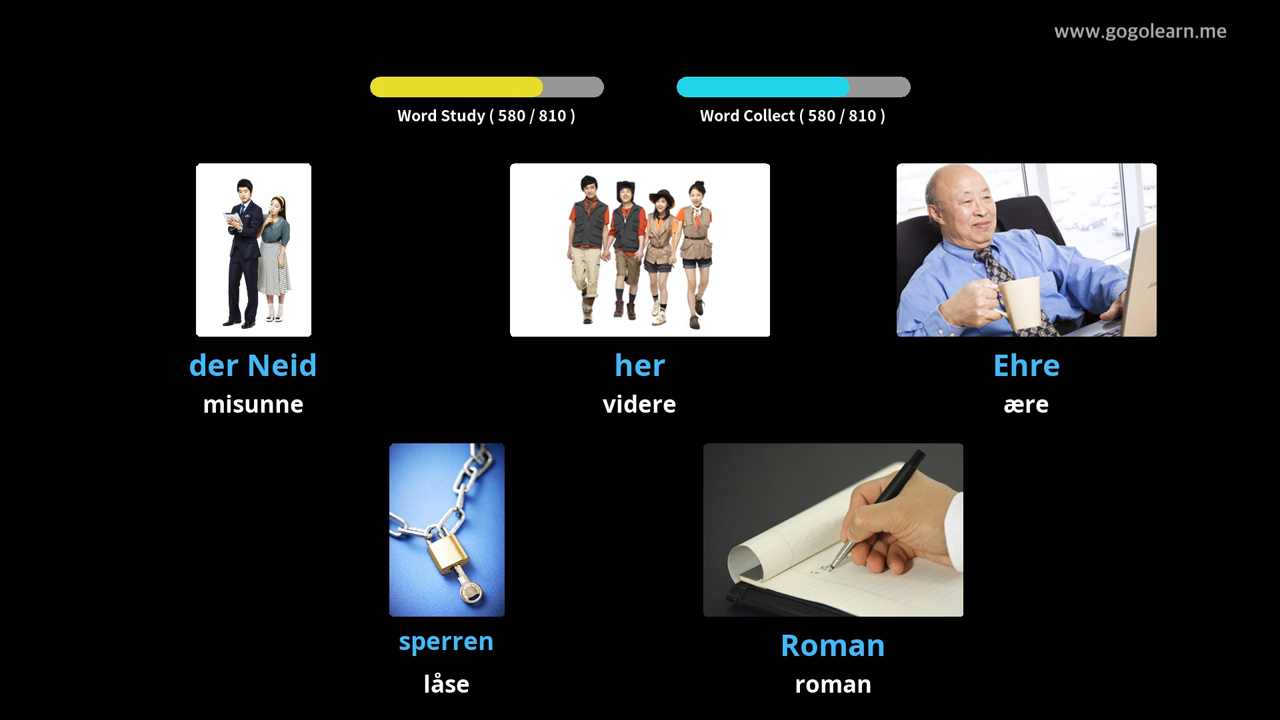 www.gogolearn.me
Word Study ( 580 / 810 )
Word Collect ( 580 / 810 )
der Neid
misunne
her
videre
Ehre
ære
sperren
låse
Roman
roman